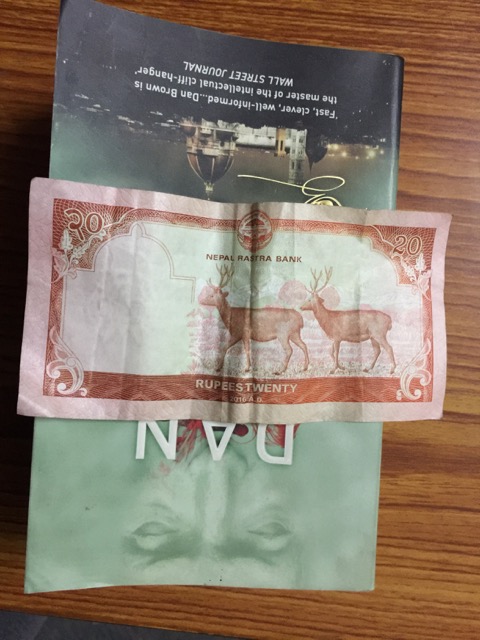 'Fast, clever, well-informed...Dan Brown is
the master of the intellectual cliff-hanger'
WALL STREET JOURNAL
२०
20
NEPAL RASTRA BANK
RUPEES TWENTY
2016 A.D.
DAN